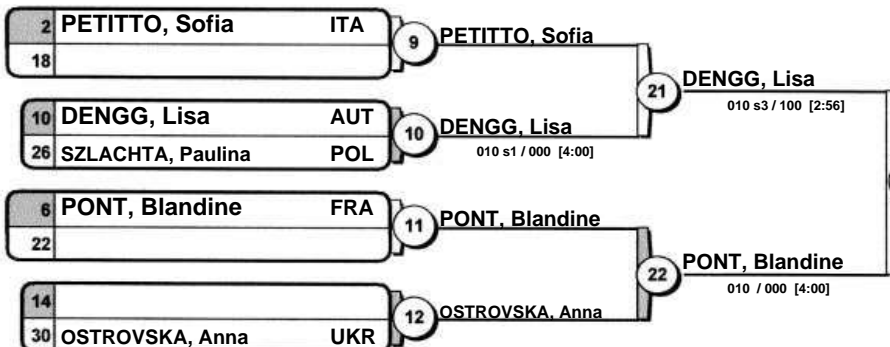 2 PETITTO, Sofia ITA
18
9 PETITTO, Sofia
10 DENGG, Lisa AUT
26 SZLACHTA, Paulina POL
10 DENGG, Lisa
010 s1 / 000 [4:00]
21 DENGG, Lisa
010 s3 / 100 [2:56]
6 PONT, Blandine FRA
22
11 PONT, Blandine
14
30 OSTROVSKA, Anna UKR
12 OSTROVSKA, Anna
22 PONT, Blandine
010 / 000 [4:00]